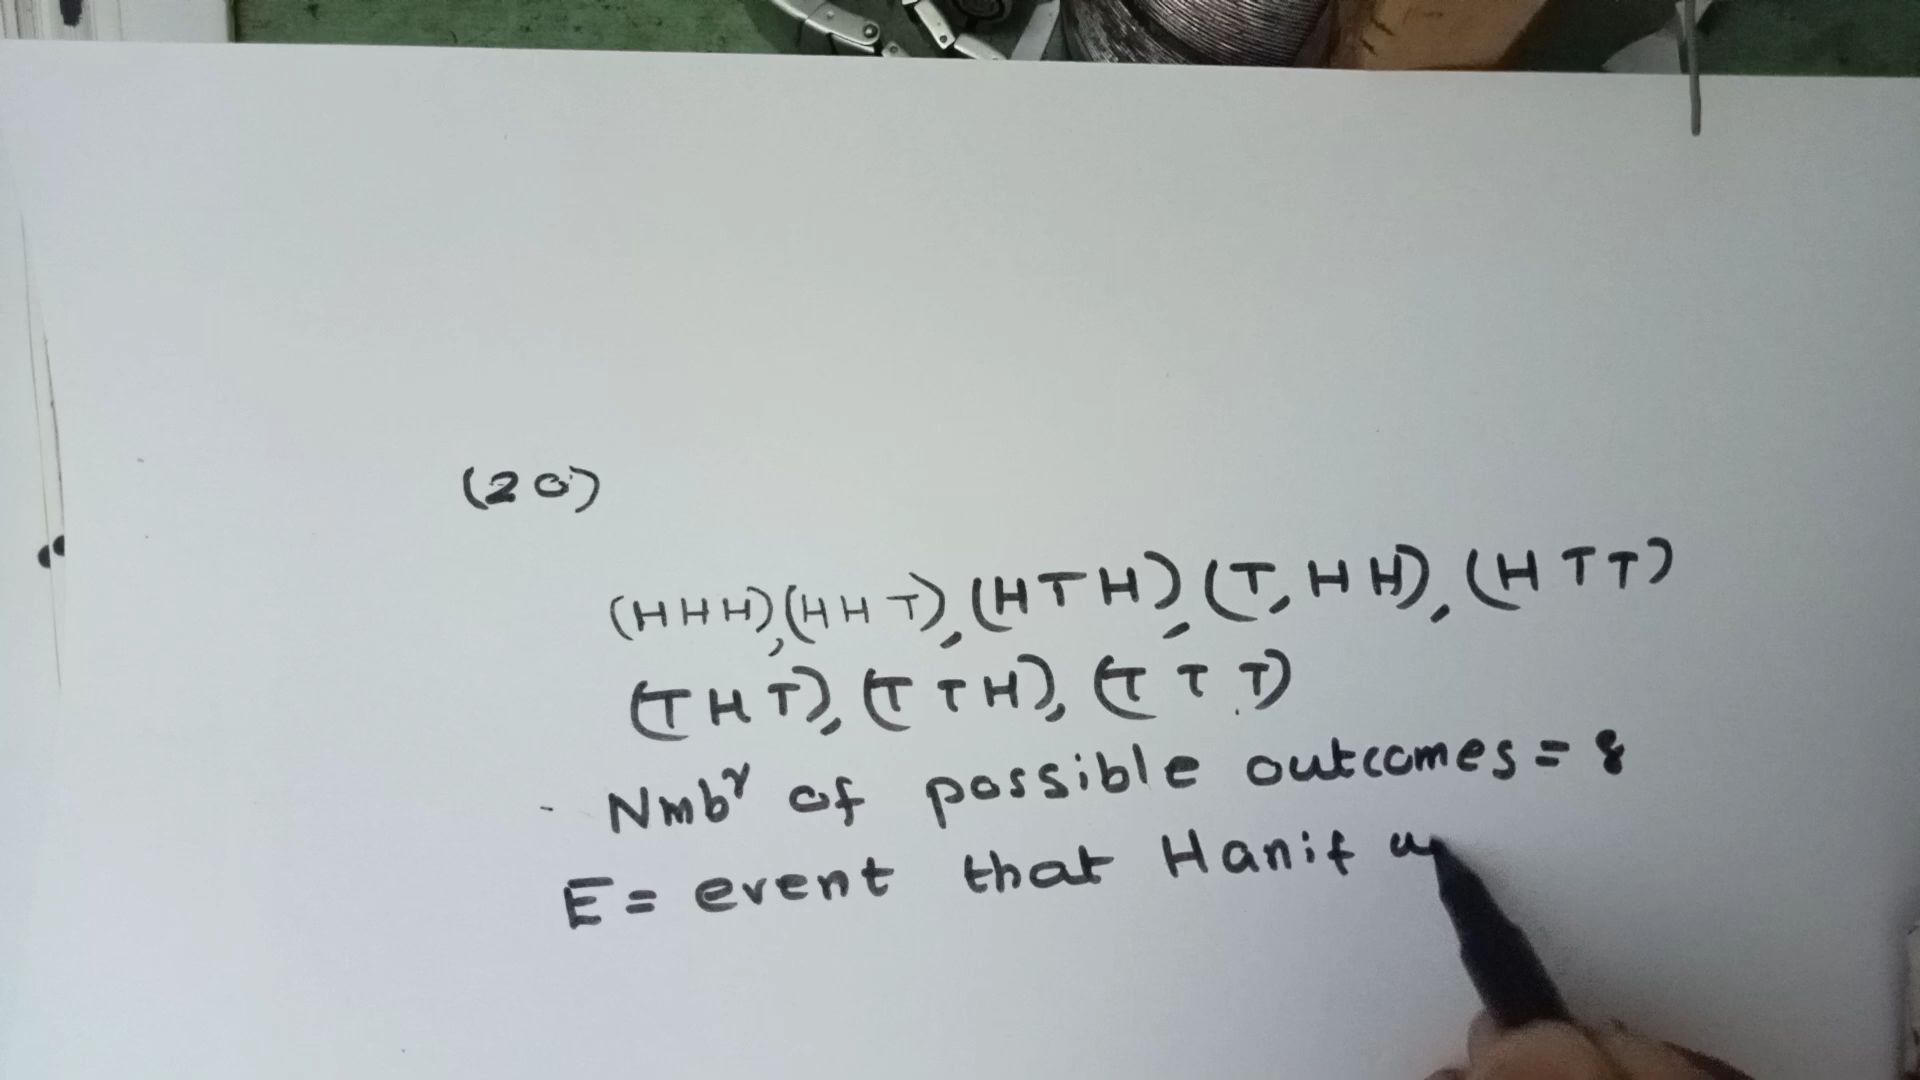 (20)
(HHH),(HHT),(HTH),(T,HH),(HTT)
(THT),(TTH),(TTT)
Nmbr of possible outcomes = 8
E = event that Hanif